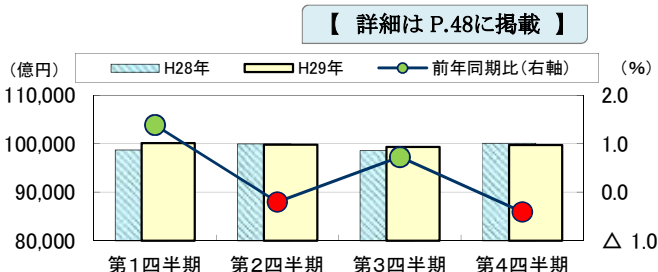 【 詳細は P.48に掲載 】
(億円) H28年 H29年 前年同期比(右軸) (%)
110,000 2.0
100,000 1.0
90,000 0.0
80,000 △ 1.0
第1四半期 第2四半期 第3四半期 第4四半期